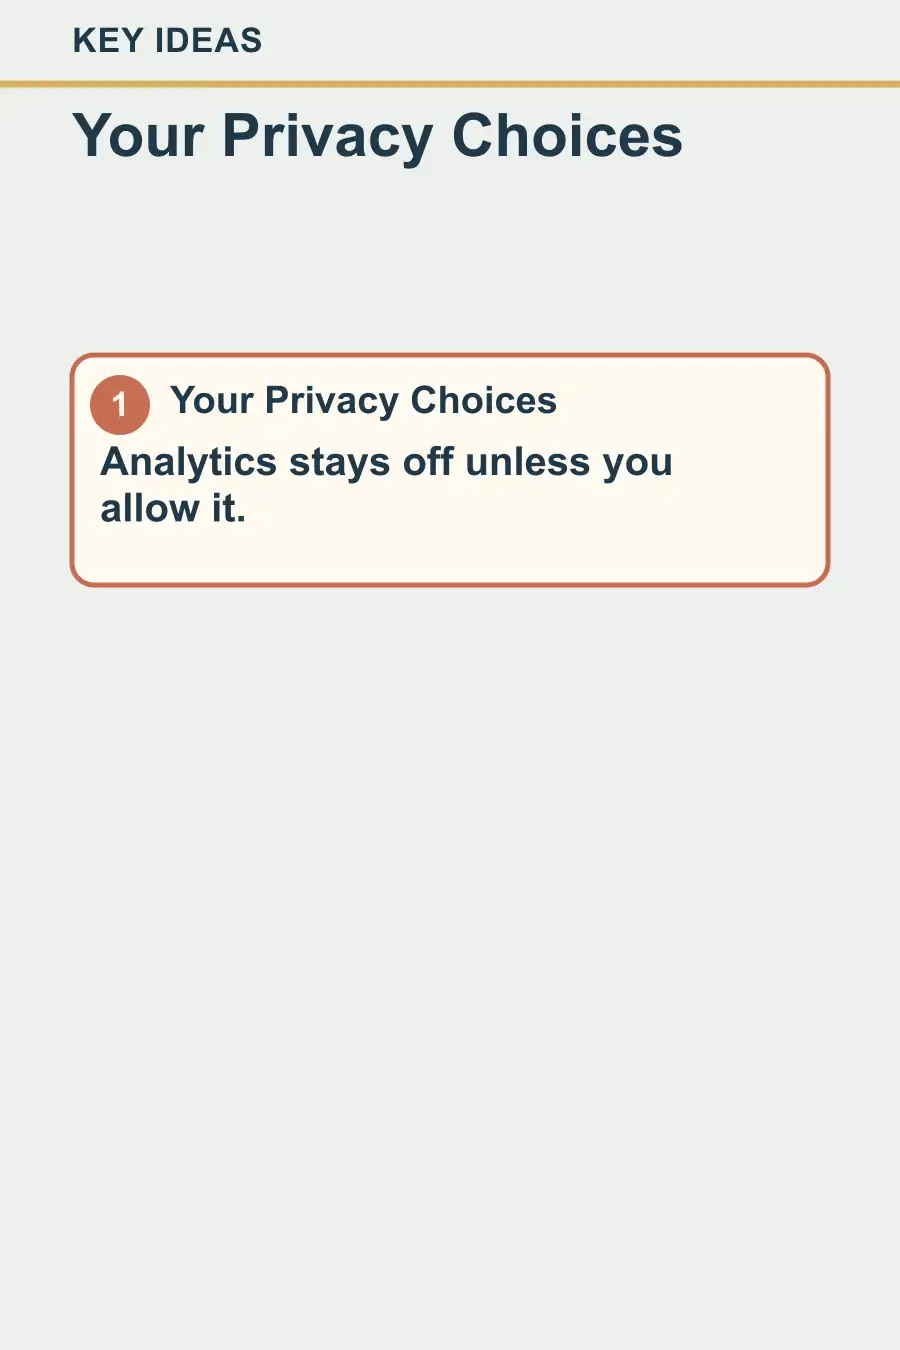 KEY IDEAS
Your Privacy Choices
1 Your Privacy Choices
Analytics stays off unless you
allow it.